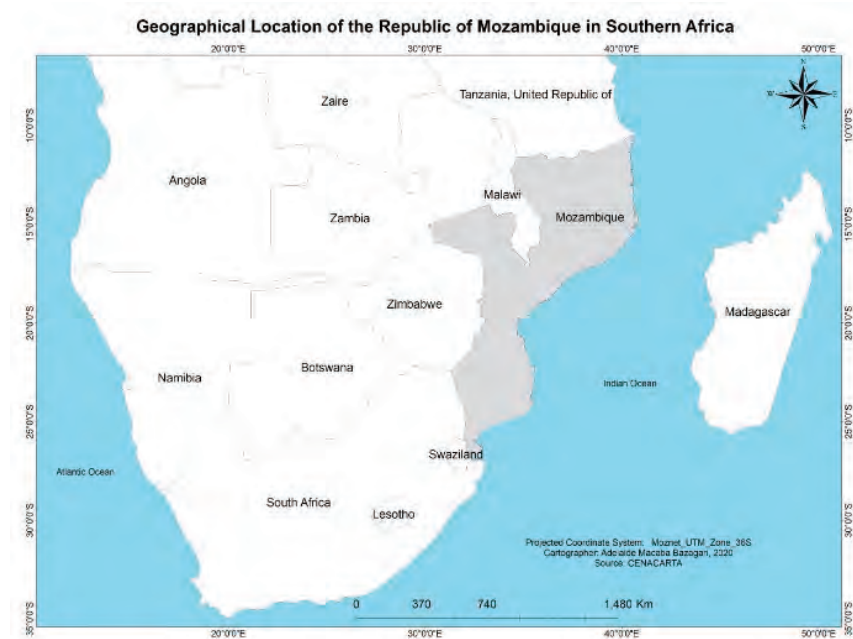 Geographical Location of the Republic of Mozambique in Southern Africa
20°0'0"E 30°0'0"E 40°0'0"E 50°0'0"E
N
W E
S
10°0'0"S 10°0'0"S
15°0'0"S 15°0'0"S
20°0'0"S 20°0'0"S
25°0'0"S 25°0'0"S
30°0'0"S 30°0'0"S
35°0'0"S 35°0'0"S
Zaire
Tanzania, United Republic of
Angola
Malawi
Zambia
Mozambique
Zimbabwe
Madagascar
Botswana
Namibia
Indian Ocean
Swaziland
Atlantic Ocean
South Africa
Lesotho
Projected Coordinate System: Moznet_UTM_Zone_36S
Cartographer: Adelaide Macaba Bazagari, 2020
Source: CENACARTA
0 370 740 1,480 Km
20°0'0"E 30°0'0"E 40°0'0"E 50°0'0"E